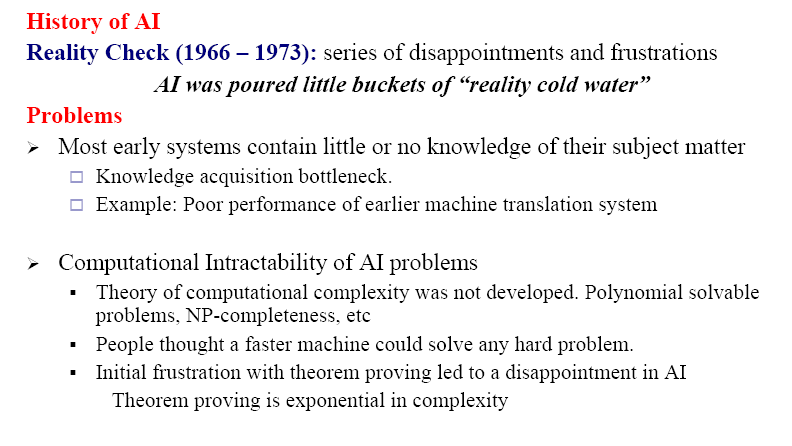 History of AI
Reality Check (1966 – 1973): series of disappointments and frustrations
AI was poured little buckets of “reality cold water”
Problems
➢ Most early systems contain little or no knowledge of their subject matter
□ Knowledge acquisition bottleneck.
□ Example: Poor performance of earlier machine translation system
➢ Computational Intractability of AI problems
▪ Theory of computational complexity was not developed. Polynomial solvable
problems, NP-completeness, etc
▪ People thought a faster machine could solve any hard problem.
▪ Initial frustration with theorem proving led to a disappointment in AI
Theorem proving is exponential in complexity